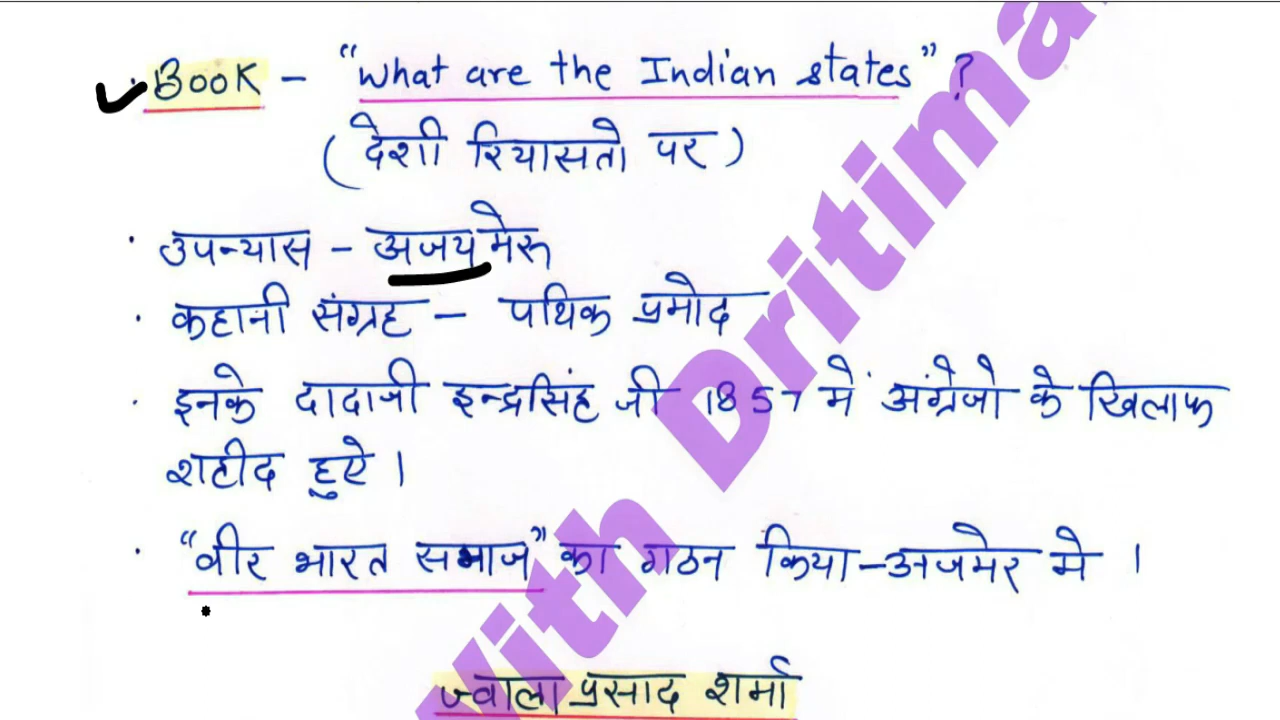 Book - "What are the Indian states"?
(देशी रियासतो पर)
· उपन्यास - अजयमेरू
· कहानी संग्रह - पथिक प्रमोद
· इनके दादाजी इन्द्रसिंह जी 1857 में अंग्रेजो के खिलाफ
शहीद हुऐ।
· "वीर भारत समाज" का गठन किया-अजमेर मे।
ज्वाला प्रसाद शर्मा
with Dritima